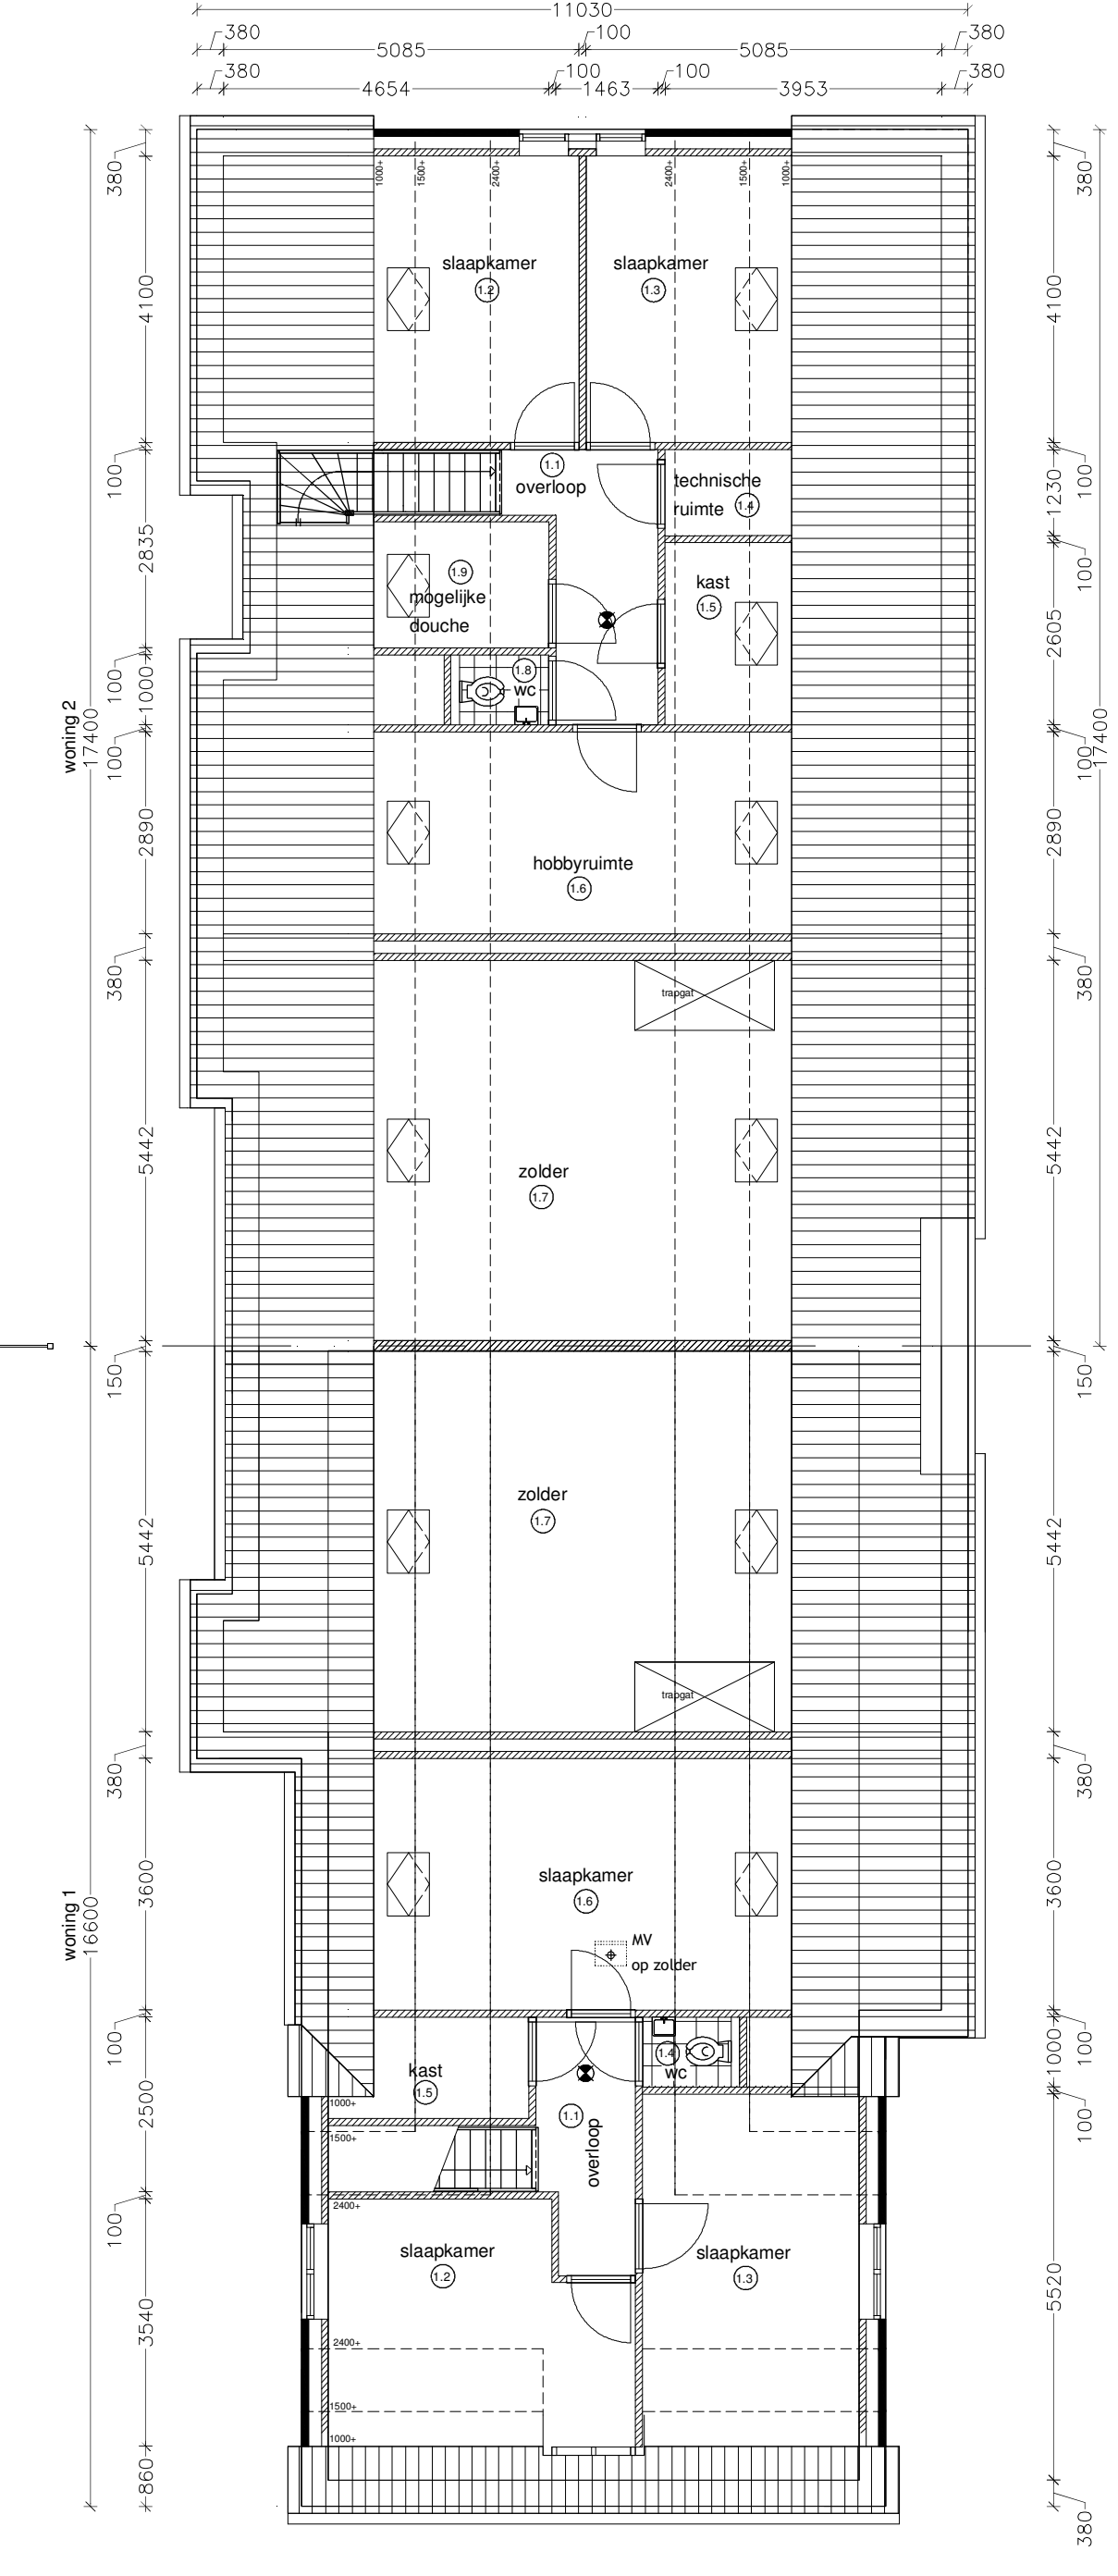 11030
380 100 380
5085 5085
380 100 100 380
4654 1463 3953
380 380
1000+ 1500+ 2400+ 2400+ 1500+ 1000+
slaapkamer slaapkamer
1.2 1.3
4100 4100
1.1
overloop
technische
ruimte 1.4
100 1230 100
2835
1.9
mogelijke
douche
kast
1.5
100
2605
1.8
wc
100 1000
woning 2
17400 17400
100 100
2890 2890
hobbyruimte
1.6
380 380
trapgat
5442 5442
zolder
1.7
150 150
zolder
1.7
5442 5442
trapgat
380 380
slaapkamer
1.6
3600 3600
woning 1
16600
MV
op zolder
100 1000 100
1.4
wc
kast
1.5
1000+
2500
1.1
overloop
100
1500+
2400+
100
slaapkamer slaapkamer
1.2 1.3
5520
3540
2400+
1500+
1000+
860
380